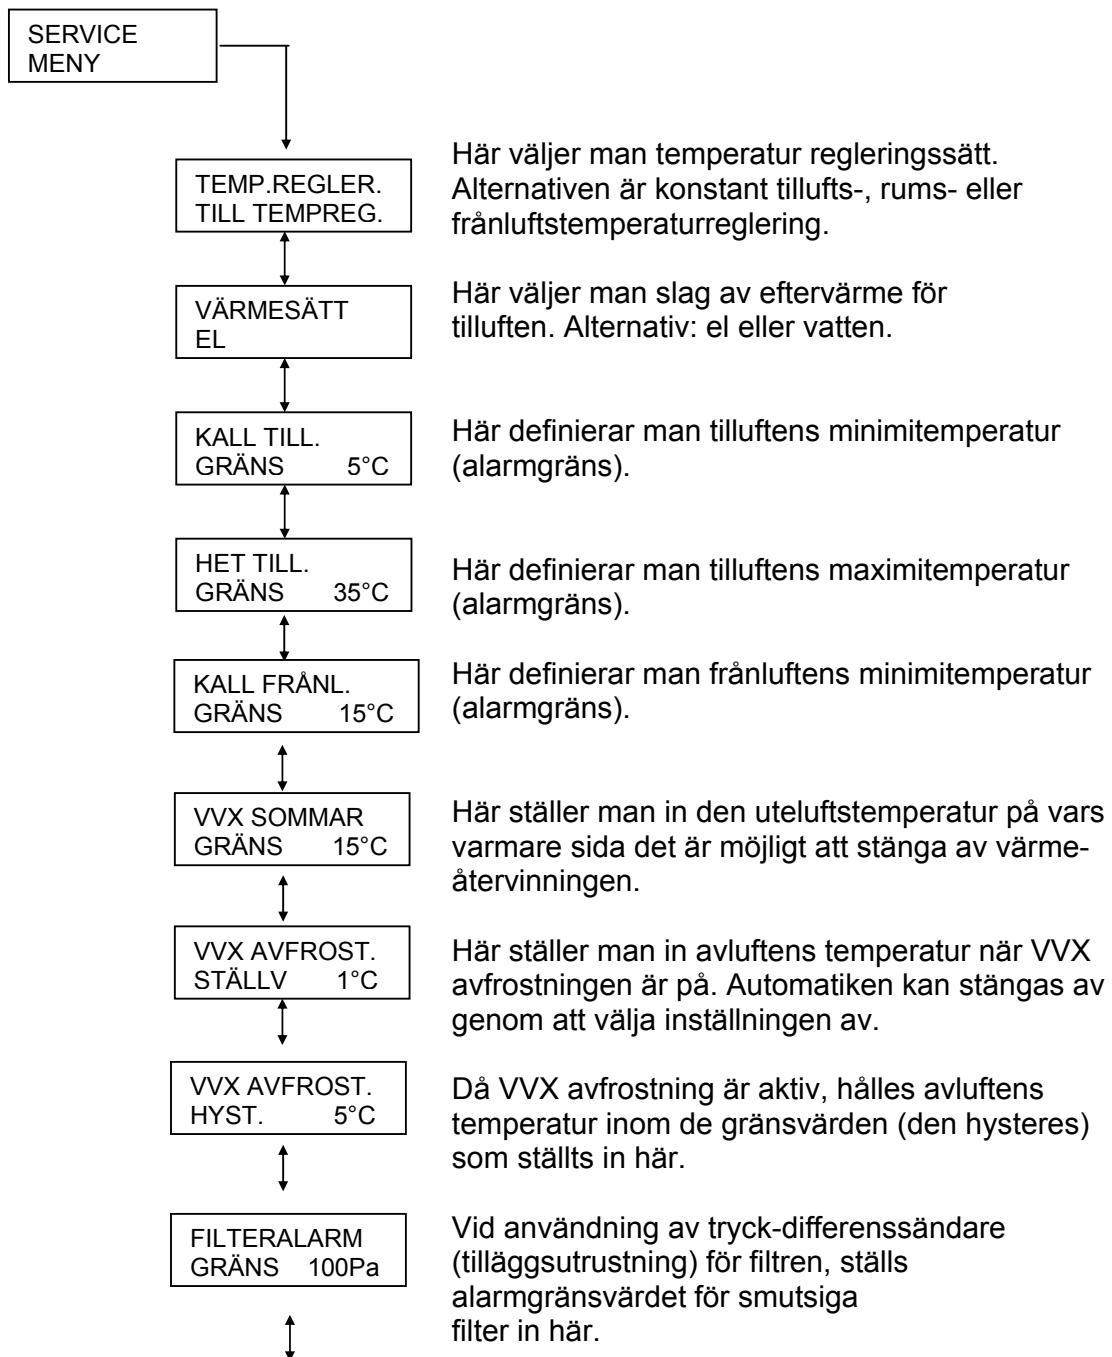 SERVICE
MENY
TEMP.REGLER.
TILL TEMPREG.
Här väljer man temperatur regleringssätt.
Alternativen är konstant tillufts-, rums- eller
frånluftstemperaturreglering.
VÄRMESÄTT
EL
Här väljer man slag av eftervärme för
tilluften. Alternativ: el eller vatten.
KALL TILL.
GRÄNS 5°C
Här definierar man tilluftens minimitemperatur
(alarmgräns).
HET TILL.
GRÄNS 35°C
Här definierar man tilluftens maximitemperatur
(alarmgräns).
KALL FRÅNL.
GRÄNS 15°C
Här definierar man frånluftens minimitemperatur
(alarmgräns).
VVX SOMMAR
GRÄNS 15°C
Här ställer man in den uteluftstemperatur på vars
varmare sida det är möjligt att stänga av värme-
återvinningen.
VVX AVFROST.
STÄLLV 1°C
Här ställer man in avluftens temperatur när VVX
avfrostningen är på. Automatiken kan stängas av
genom att välja inställningen av.
VVX AVFROST.
HYST. 5°C
Då VVX avfrostning är aktiv, hålles avluftens
temperatur inom de gränsvärden (den hysteres)
som ställts in här.
FILTERALARM
GRÄNS 100Pa
Vid användning av tryck-differenssändare
(tilläggsutrustning) för filtren, ställs
alarmgränsvärdet för smutsiga
filter in här.